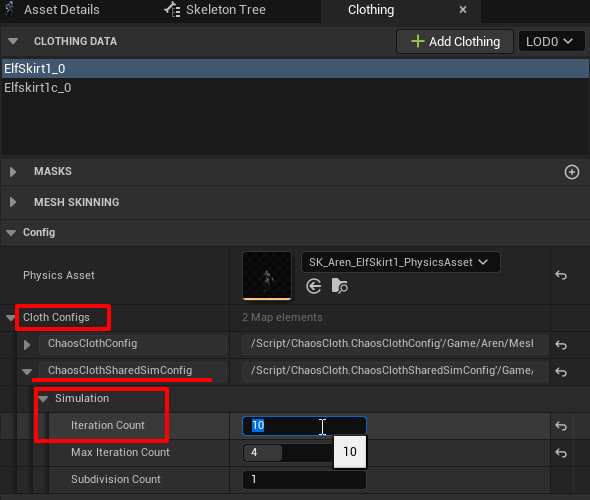 Asset Details
Skeleton Tree
Clothing
CLOTHING DATA
Add Clothing
LOD0
ElfSkirt1_0
Elfskirt1c_0
MASKS
MESH SKINNING
Config
Physics Asset
SK_Aren_ElfSkirt1_PhysicsAsset
Cloth Configs
2 Map elements
ChaosClothConfig
/Script/ChaosCloth.ChaosClothConfig'/Game/Aren/Mesl
ChaosClothSharedSimConfig
/Script/ChaosCloth.ChaosClothSharedSimConfig'/Game/
Simulation
Iteration Count
10
Max Iteration Count
4
10
Subdivision Count
1